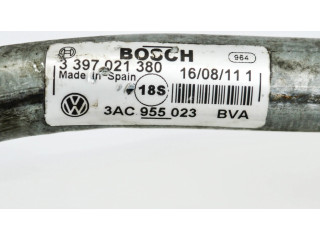 BOSCH
964
3 397 021 380
16/08/11 1
Made in-Spain
18S
3AC 955 023 BVA